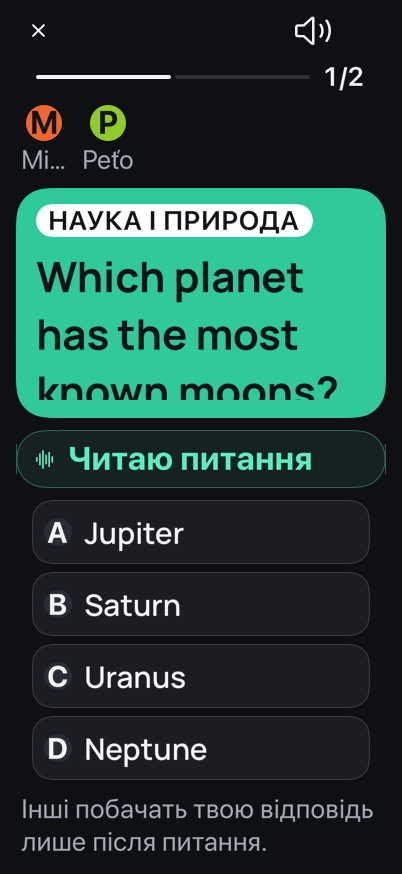 1/2
M P
Mi... Peťo
НАУКА І ПРИРОДА
Which planet
has the most
known moons?
Читаю питання
A Jupiter
B Saturn
C Uranus
D Neptune
Інші побачать твою відповідь
лише після питання.